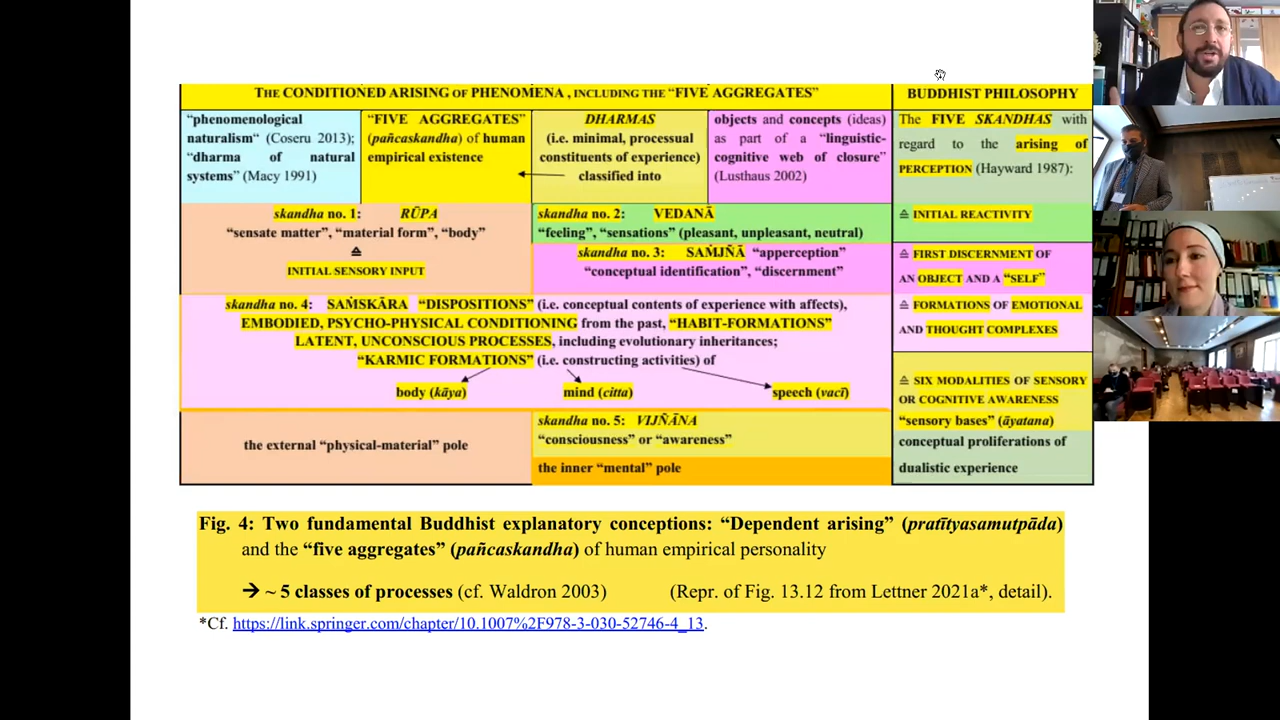 THE CONDITIONED ARISING OF PHENOMENA, INCLUDING THE “FIVE AGGREGATES”
BUDDHIST PHILOSOPHY
“phenomenological
naturalism” (Coseru 2013);
“dharma of natural
systems” (Macy 1991)
“FIVE AGGREGATES”
(pañcaskandha) of human
empirical existence
DHARMAS
(i.e. minimal, processual
constituents of experience)
classified into
objects and concepts (ideas)
as part of a “linguistic-
cognitive web of closure”
(Lusthaus 2002)
The FIVE SKANDHAS with
regard to the arising of
PERCEPTION (Hayward 1987):
skandha no. 1: RŪPA
“sensate matter”, “material form”, “body”
≙
INITIAL SENSORY INPUT
skandha no. 2: VEDANĀ
“feeling”, “sensations” (pleasant, unpleasant, neutral)
≙ INITIAL REACTIVITY
skandha no. 3: SAṀJÑĀ “apperception”
“conceptual identification”, “discernment”
≙ FIRST DISCERNMENT OF
AN OBJECT AND A “SELF”
skandha no. 4: SAṀSKĀRA “DISPOSITIONS” (i.e. conceptual contents of experience with affects),
EMBODIED, PSYCHO-PHYSICAL CONDITIONING from the past, “HABIT-FORMATIONS”
LATENT, UNCONSCIOUS PROCESSES, including evolutionary inheritances;
“KARMIC FORMATIONS” (i.e. constructing activities) of
body (kāya) mind (citta) speech (vacī)
≙ FORMATIONS OF EMOTIONAL
AND THOUGHT COMPLEXES
the external “physical-material” pole
skandha no. 5: VIJÑĀNA
“consciousness” or “awareness”
the inner “mental” pole
≙ SIX MODALITIES OF SENSORY
OR COGNITIVE AWARENESS
“sensory bases” (āyatana)
conceptual proliferations of
dualistic experience
Fig. 4: Two fundamental Buddhist explanatory conceptions: “Dependent arising” (pratītyasamutpāda)
and the “five aggregates” (pañcaskandha) of human empirical personality
➔ ~ 5 classes of processes (cf. Waldron 2003) (Repr. of Fig. 13.12 from Lettner 2021a*, detail).
*Cf. https://link.springer.com/chapter/10.1007%2F978-3-030-52746-4_13.